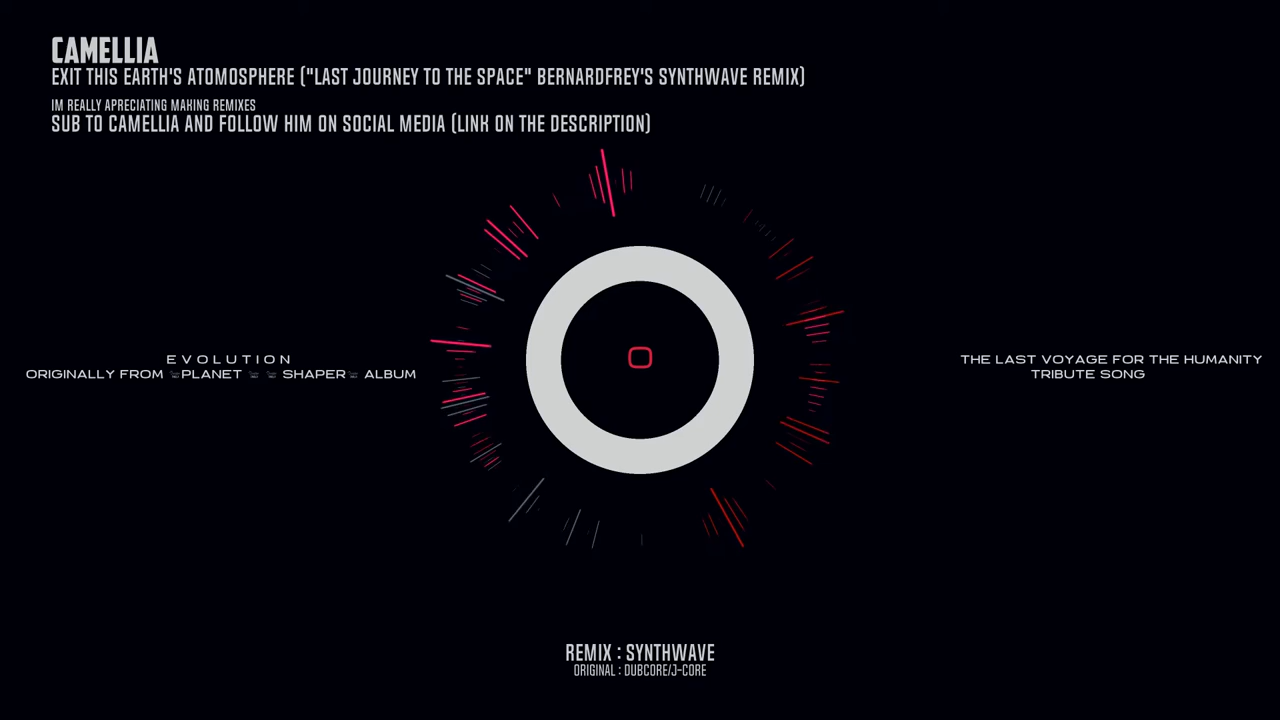 CAMELLIA
EXIT THIS EARTH'S ATOMOSPHERE ("LAST JOURNEY TO THE SPACE" BERNARDFREY'S SYNTHWAVE REMIX)
IM REALLY APRECIATING MAKING REMIXES
SUB TO CAMELLIA AND FOLLOW HIM ON SOCIAL MEDIA (LINK ON THE DESCRIPTION)
EVOLUTION
ORIGINALLY FROM PLANET SHAPER ALBUM
THE LAST VOYAGE FOR THE HUMANITY
TRIBUTE SONG
REMIX : SYNTHWAVE
ORIGINAL : DUBCORE/J-CORE